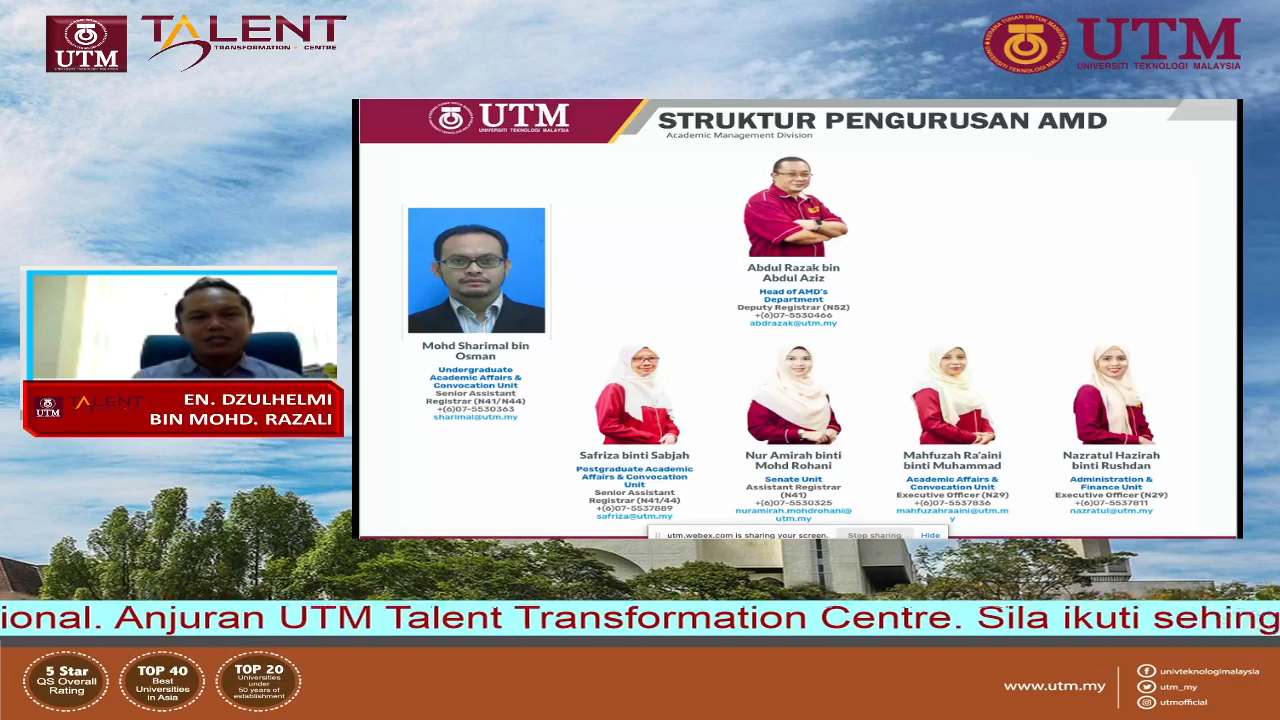 UTM
TALENT
TRANSFORMATION CENTRE
UTM
UNIVERSITI TEKNOLOGI MALAYSIA
UTM
UNIVERSITI TEKNOLOGI MALAYSIA
STRUKTUR PENGURUSAN AMD
Academic Management Division
Abdul Razak bin
Abdul Aziz
Head of AMD's
Department
Deputy Registrar (N52)
+(6)07-5530466
abdrazak@utm.my
Mohd Sharimal bin
Osman
Undergraduate
Academic Affairs &
Convocation Unit
Senior Assistant
Registrar (N41/N44)
+(6)07-5530363
sharimal@utm.my
Safriza binti Sabjah
Postgraduate Academic
Affairs & Convocation
Unit
Senior Assistant
Registrar (N41/44)
+(6)07-5537889
safriza@utm.my
Nur Amirah binti
Mohd Rohani
Senate Unit
Assistant Registrar
(N41)
+(6)07-5530325
nuramirah.mohdrohani@
utm.my
Mahfuzah Ra'aini
binti Muhammad
Academic Affairs &
Convocation Unit
Executive Officer (N29)
+(6)07-5537836
mahfuzahraaini@utm.m
y
Nazratul Hazirah
binti Rushdan
Administration &
Finance Unit
Executive Officer (N29)
+(6)07-5537811
nazratul@utm.my
utm.webex.com is sharing your screen.
Stop sharing
Hide
UTM
TALENT
EN. DZULHELMI
BIN MOHD. RAZALI
ional. Anjuran UTM Talent Transformation Centre. Sila ikuti sehing
5 Star
QS Overall
Rating
TOP 40
Best
Universities
in Asia
TOP 20
Universities
under
50 years of
establishment
www.utm.my
univteknologimalaysia
utm_my
utmofficial